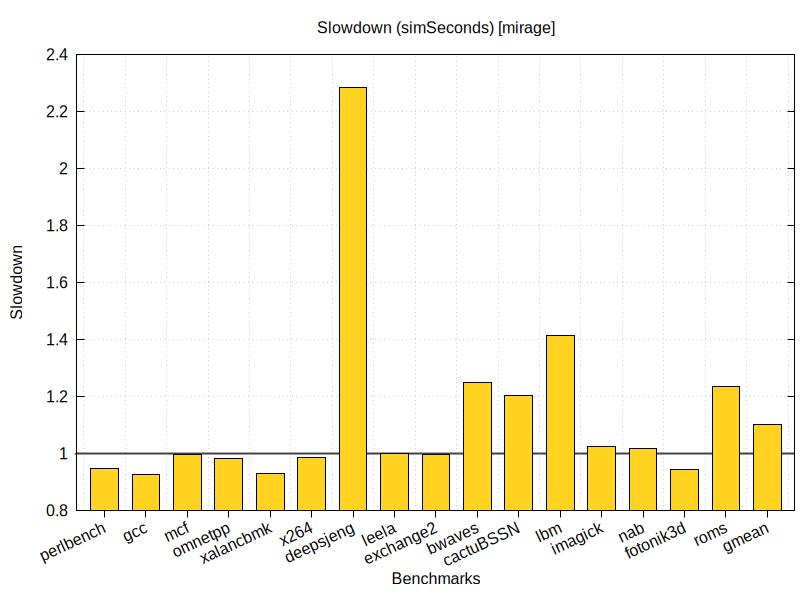 Slowdown (simSeconds) [mirage]
2.4
2.2
2
1.8
1.6
1.4
1.2
1
0.8
Slowdown
perlbench
gcc
mcf
omnetpp
xalancbmk
x264
deepsjeng
leela
exchange2
bwaves
cactuBSSN
lbm
imagick
nab
fotonik3d
roms
gmean
Benchmarks